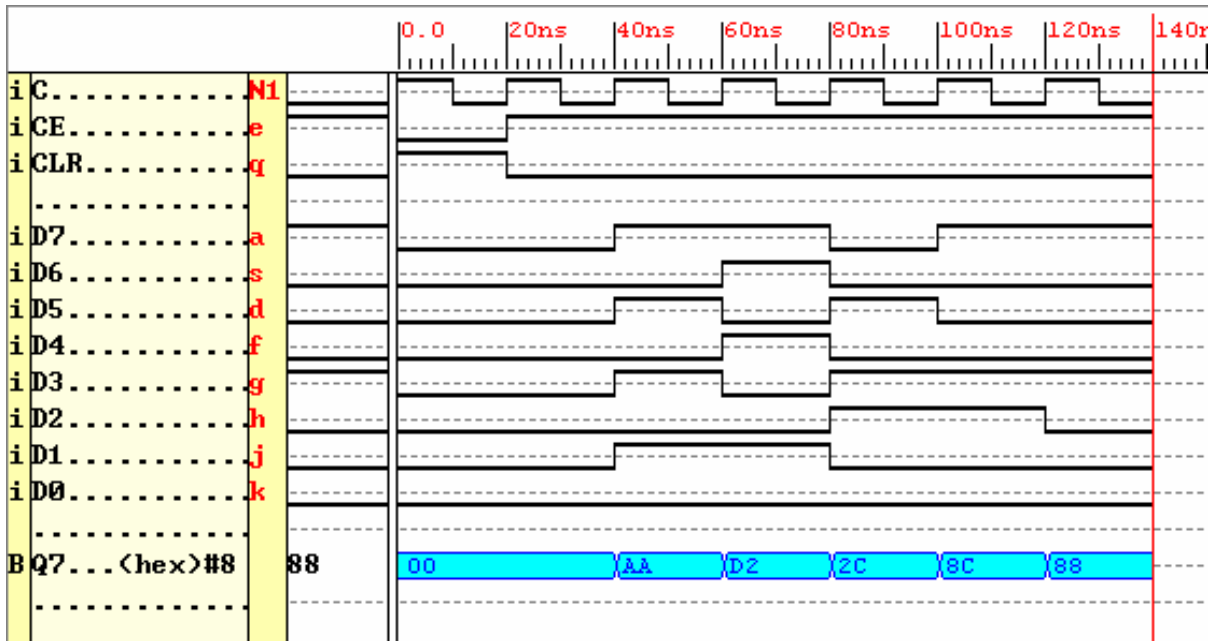 0.0 20ns 40ns 60ns 80ns 100ns 120ns 140n
i C........... N1
i CE.......... e
i CLR......... q
.............
i D7.......... a
i D6.......... s
i D5.......... d
i D4.......... f
i D3.......... g
i D2.......... h
i D1.......... j
i D0.......... k
.............
B Q7...(hex)#8 88 00 AA D2 2C 8C 88
.............